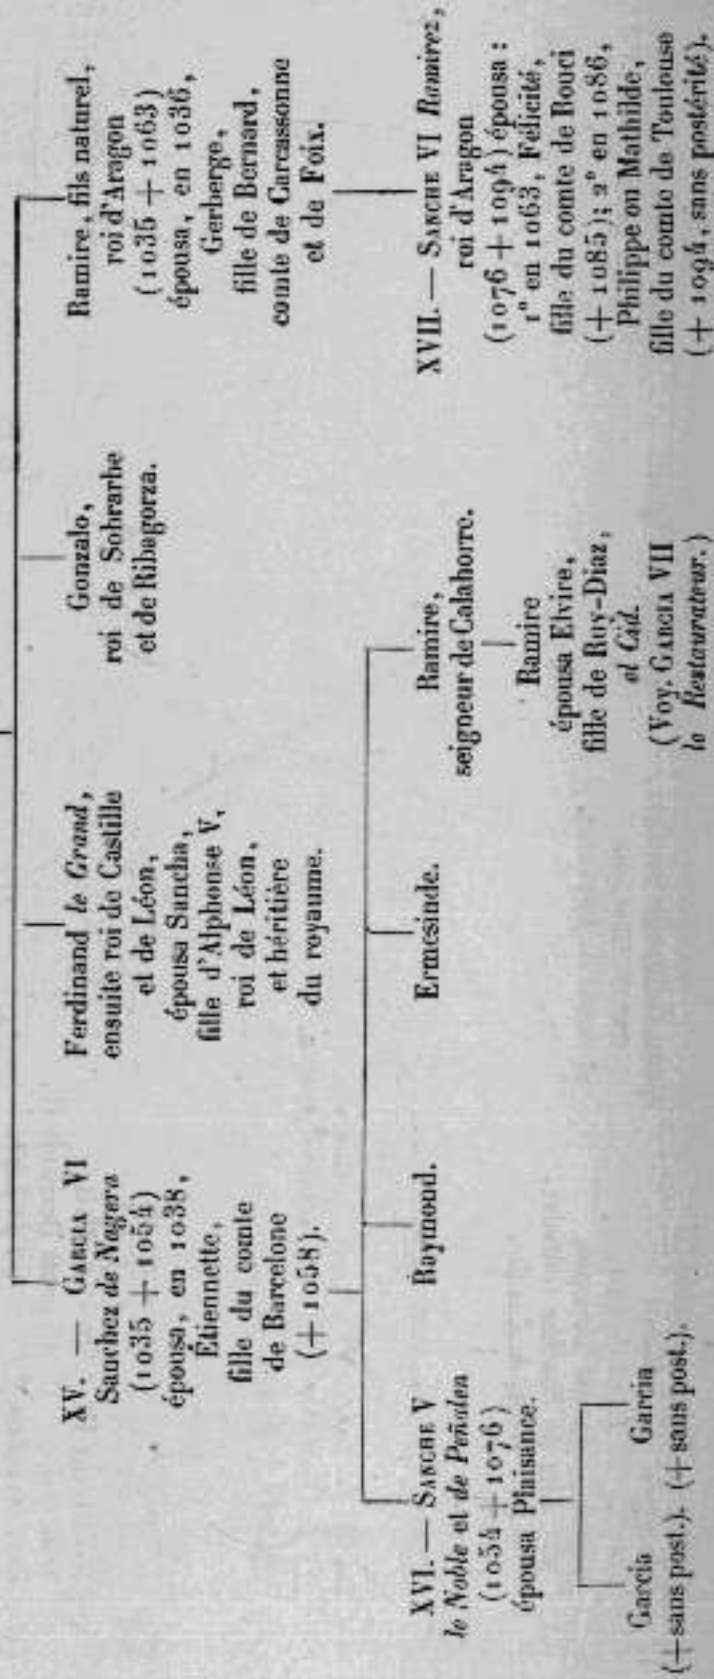 XV. — GARCIA VI
Sanchez de Nagera
(1035 + 1054)
épousa, en 1038,
Étiennette,
fille du comte
de Barcelone
(+ 1058).
Ferdinand le Grand,
ensuite roi de Castille
et de Léon,
épousa Sancha,
fille d'Alphonse V,
roi de Léon,
et héritière
du royaume.
Gonzalo,
roi de Sobrarbe
et de Ribagorza.
Ramire, fils naturel,
roi d'Aragon
(1035 + 1063)
épousa, en 1036,
Gerberge,
fille de Bernard,
comte de Carcassonne
et de Foix.
XVI. — SANCHE V
le Noble et de Peñalen
(1054 + 1076)
épousa Plaisance.
Raymond.
Ermesinde.
Ramire,
seigneur de Calahorre.
Ramire
épousa Elvire,
fille de Ruy-Diaz,
el Cid.
(Voy. GARCIA VII
le Restaurateur.)
XVII. — SANCHE VI Ramirez,
roi d'Aragon
(1076 + 1094) épousa :
1° en 1063, Félicité,
fille du comte de Rouci
(+ 1085); 2° en 1086,
Philippe ou Mathilde,
fille du comte de Toulouse
(+ 1094, sans postérité).
Garcia
(+ sans post.).
Garcia
(+ sans post.).